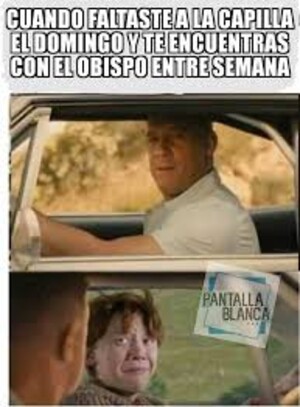 CUANDO FALTASTE A LA CAPILLA
EL DOMINGO Y TE ENCUENTRAS
CON EL OBISPO ENTRE SEMANA
PANTALLA
BLANCA